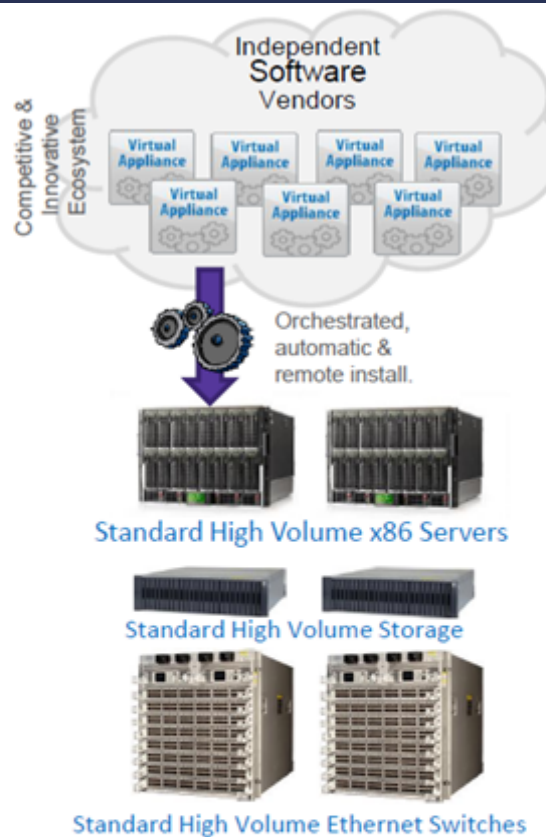 Independent
Software
Vendors
Competitive &
Innovative
Ecosystem
Virtual
Appliance
Virtual
Appliance
Virtual
Appliance
Virtual
Appliance
Virtual
Appliance
Virtual
Appliance
Virtual
Appliance
Orchestrated,
automatic &
remote install.
Standard High Volume x86 Servers
Standard High Volume Storage
Standard High Volume Ethernet Switches